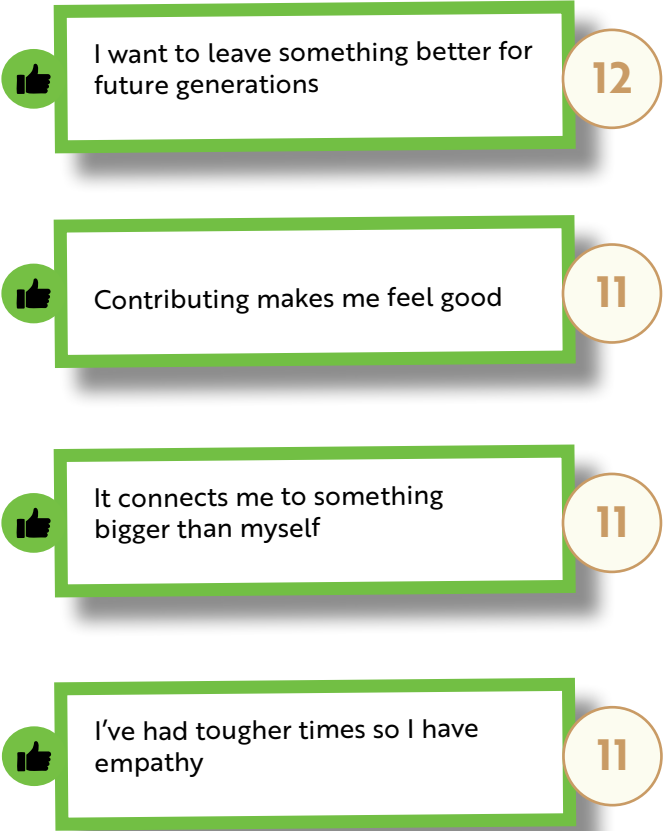 I want to leave something better for
future generations
12
Contributing makes me feel good
11
It connects me to something
bigger than myself
11
I've had tougher times so I have
empathy
11